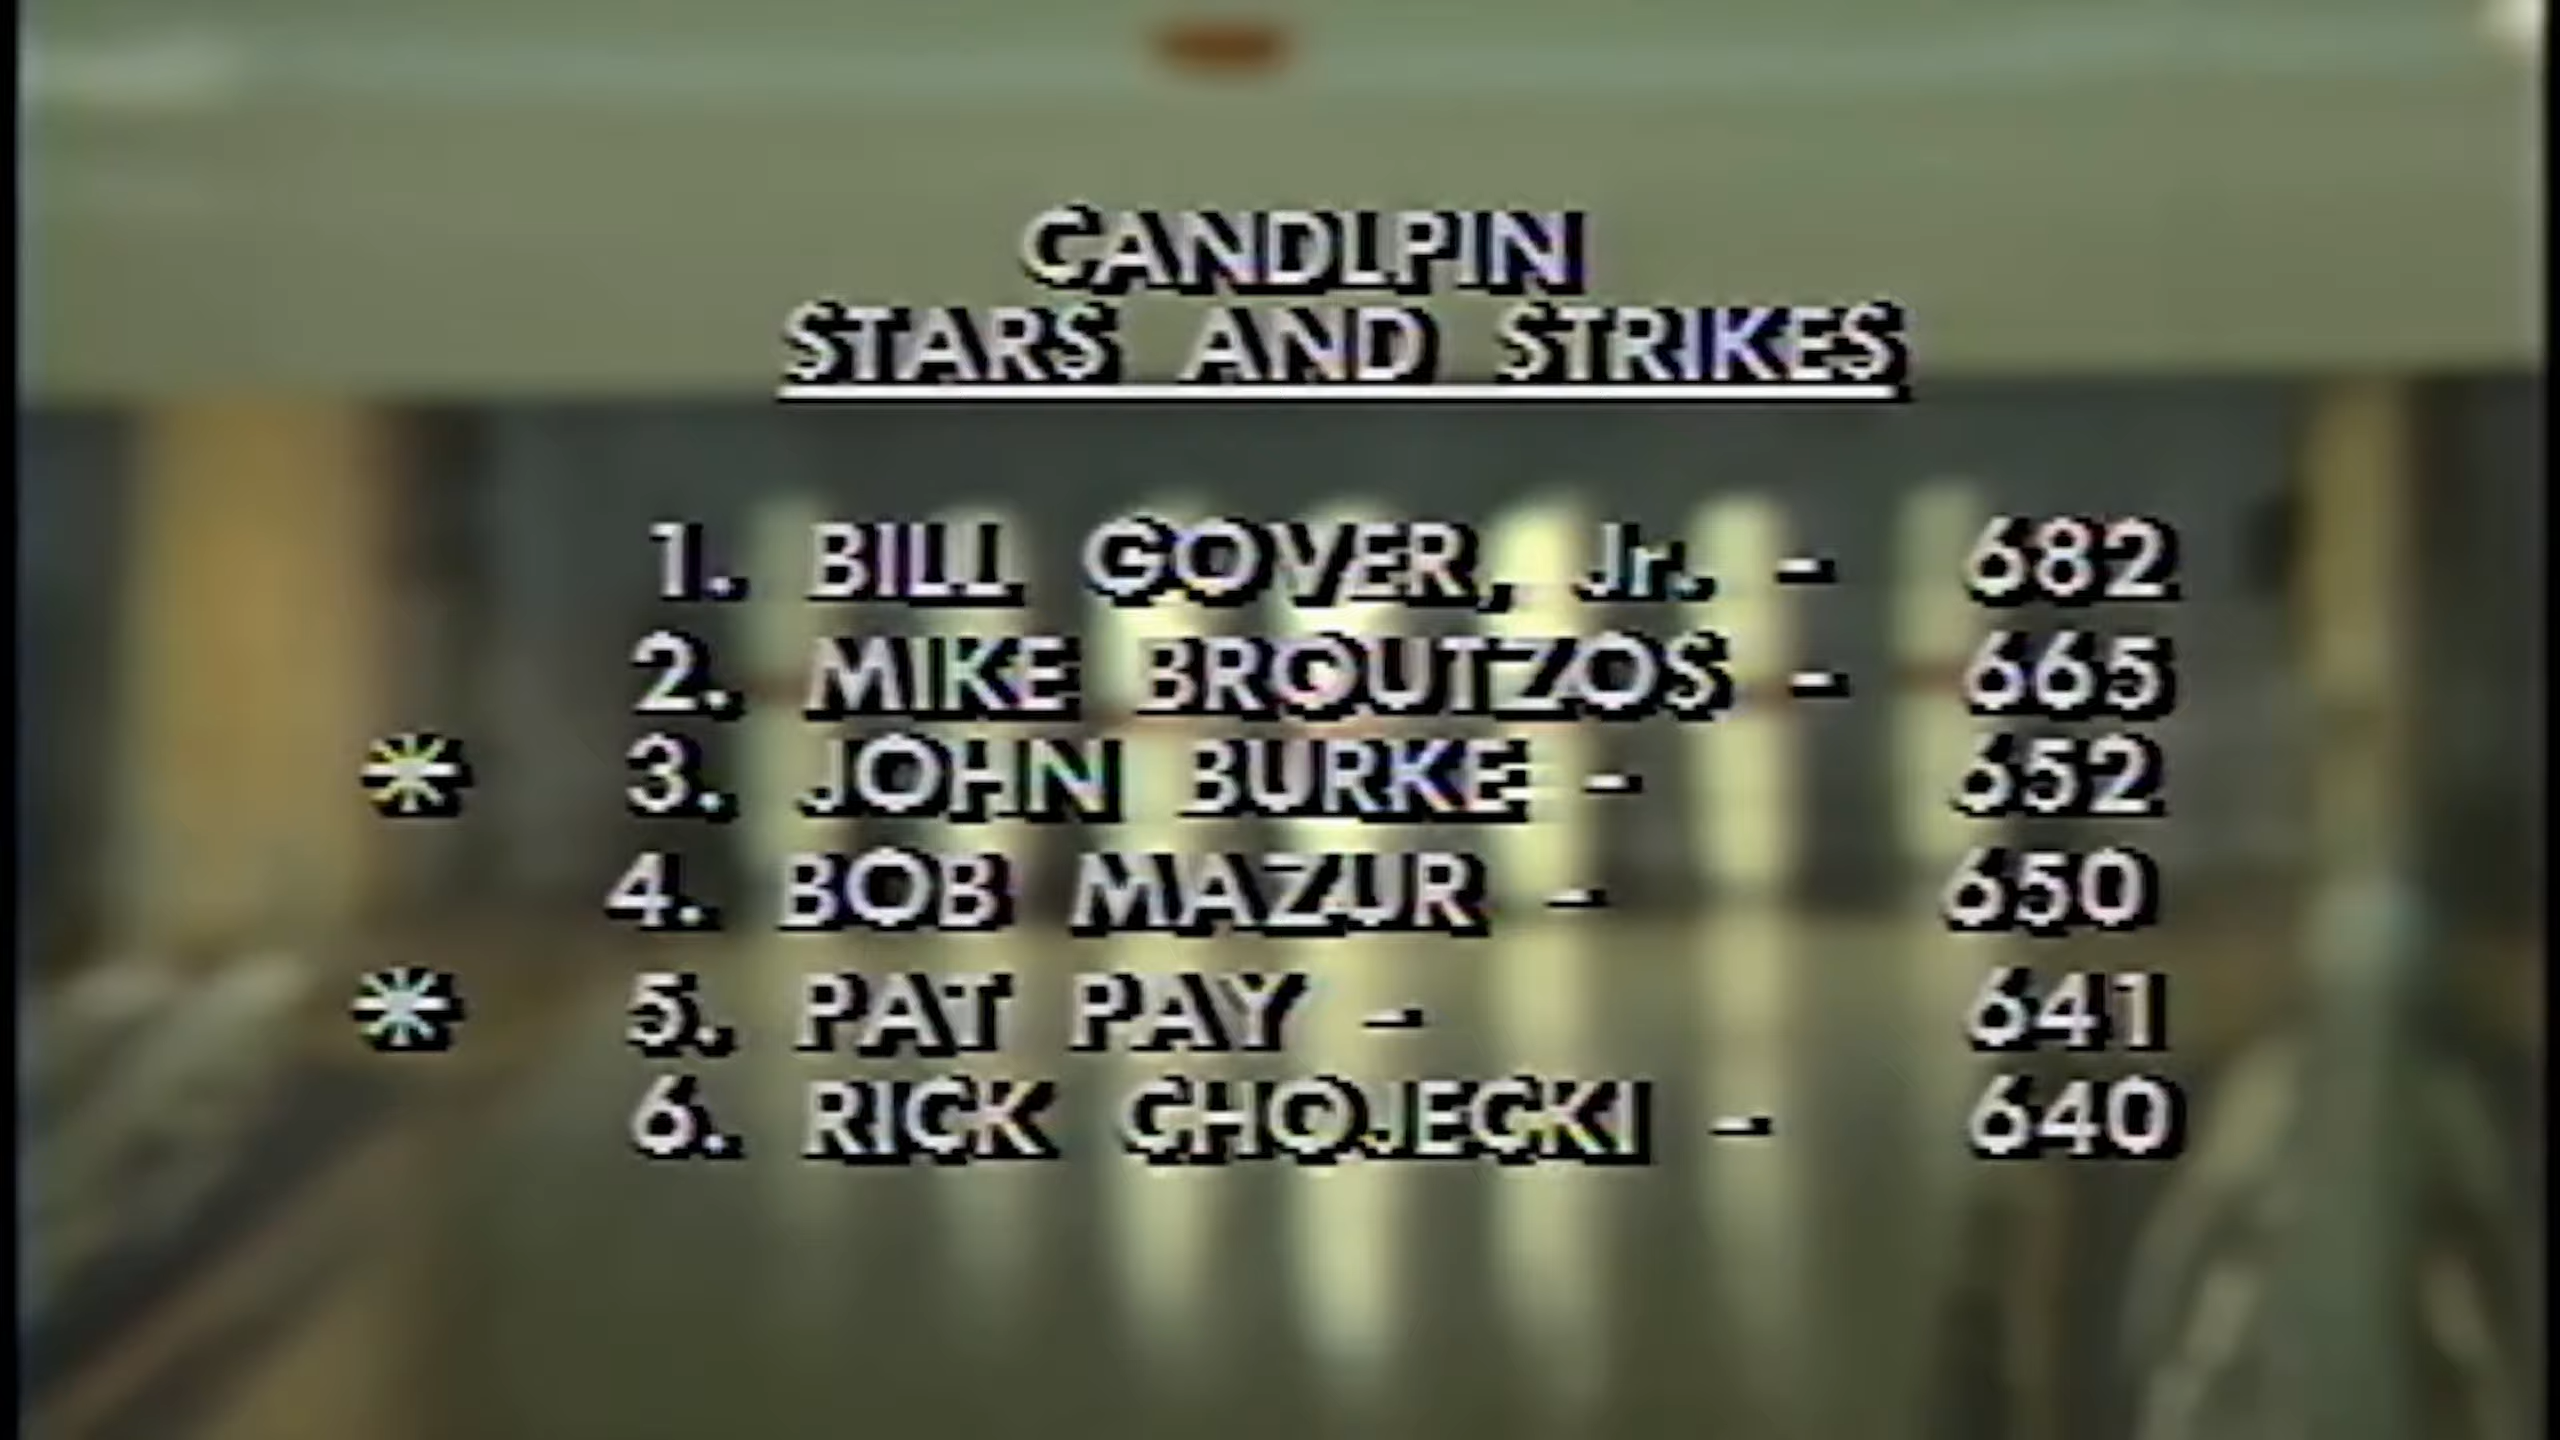 CANDLPIN
STARS AND STRIKES
1. BILL GOVER, Jr. - 682
2. MIKE BROUTZOS - 665
* 3. JOHN BURKE - 652
4. BOB MAZUR - 650
* 5. PAT PAY - 641
6. RICK CHOJECKI - 640